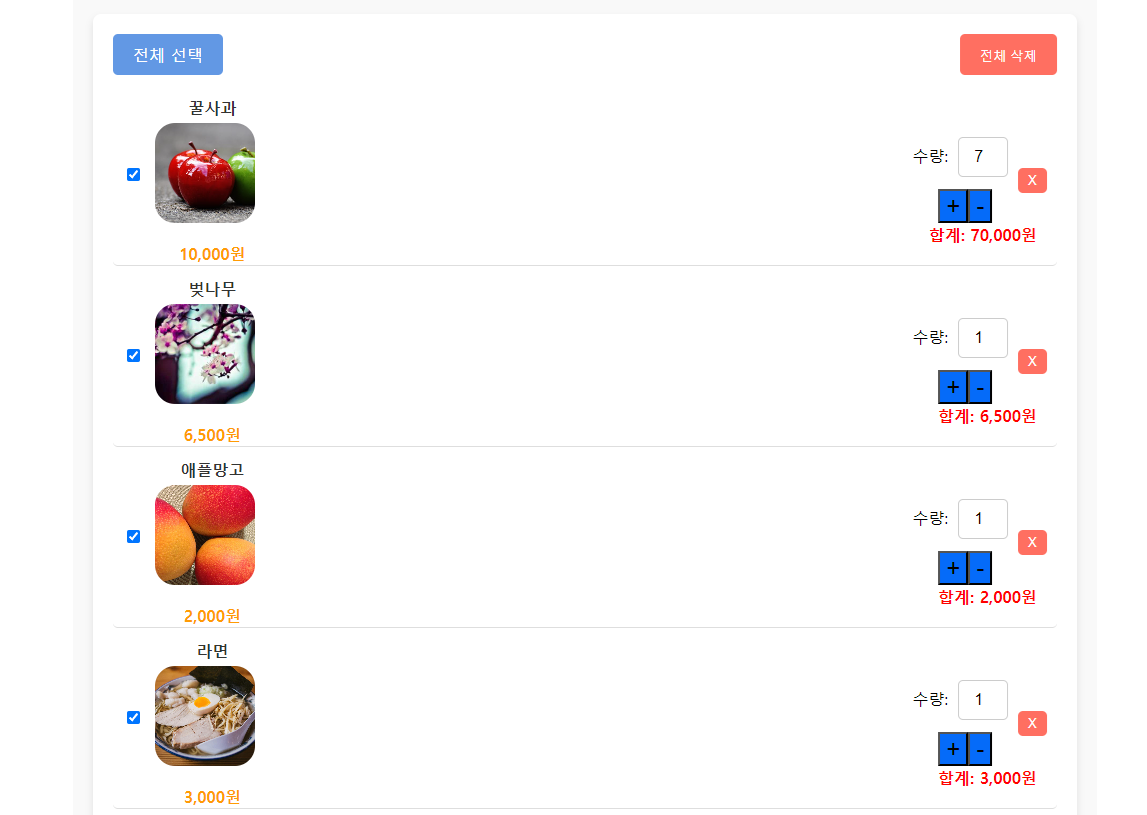 전체 선택
전체 삭제
꿀사과
수량: 7
X
+ -
합계: 70,000원
10,000원
벚나무
수량: 1
X
+ -
합계: 6,500원
6,500원
애플망고
수량: 1
X
+ -
합계: 2,000원
2,000원
라면
수량: 1
X
+ -
합계: 3,000원
3,000원